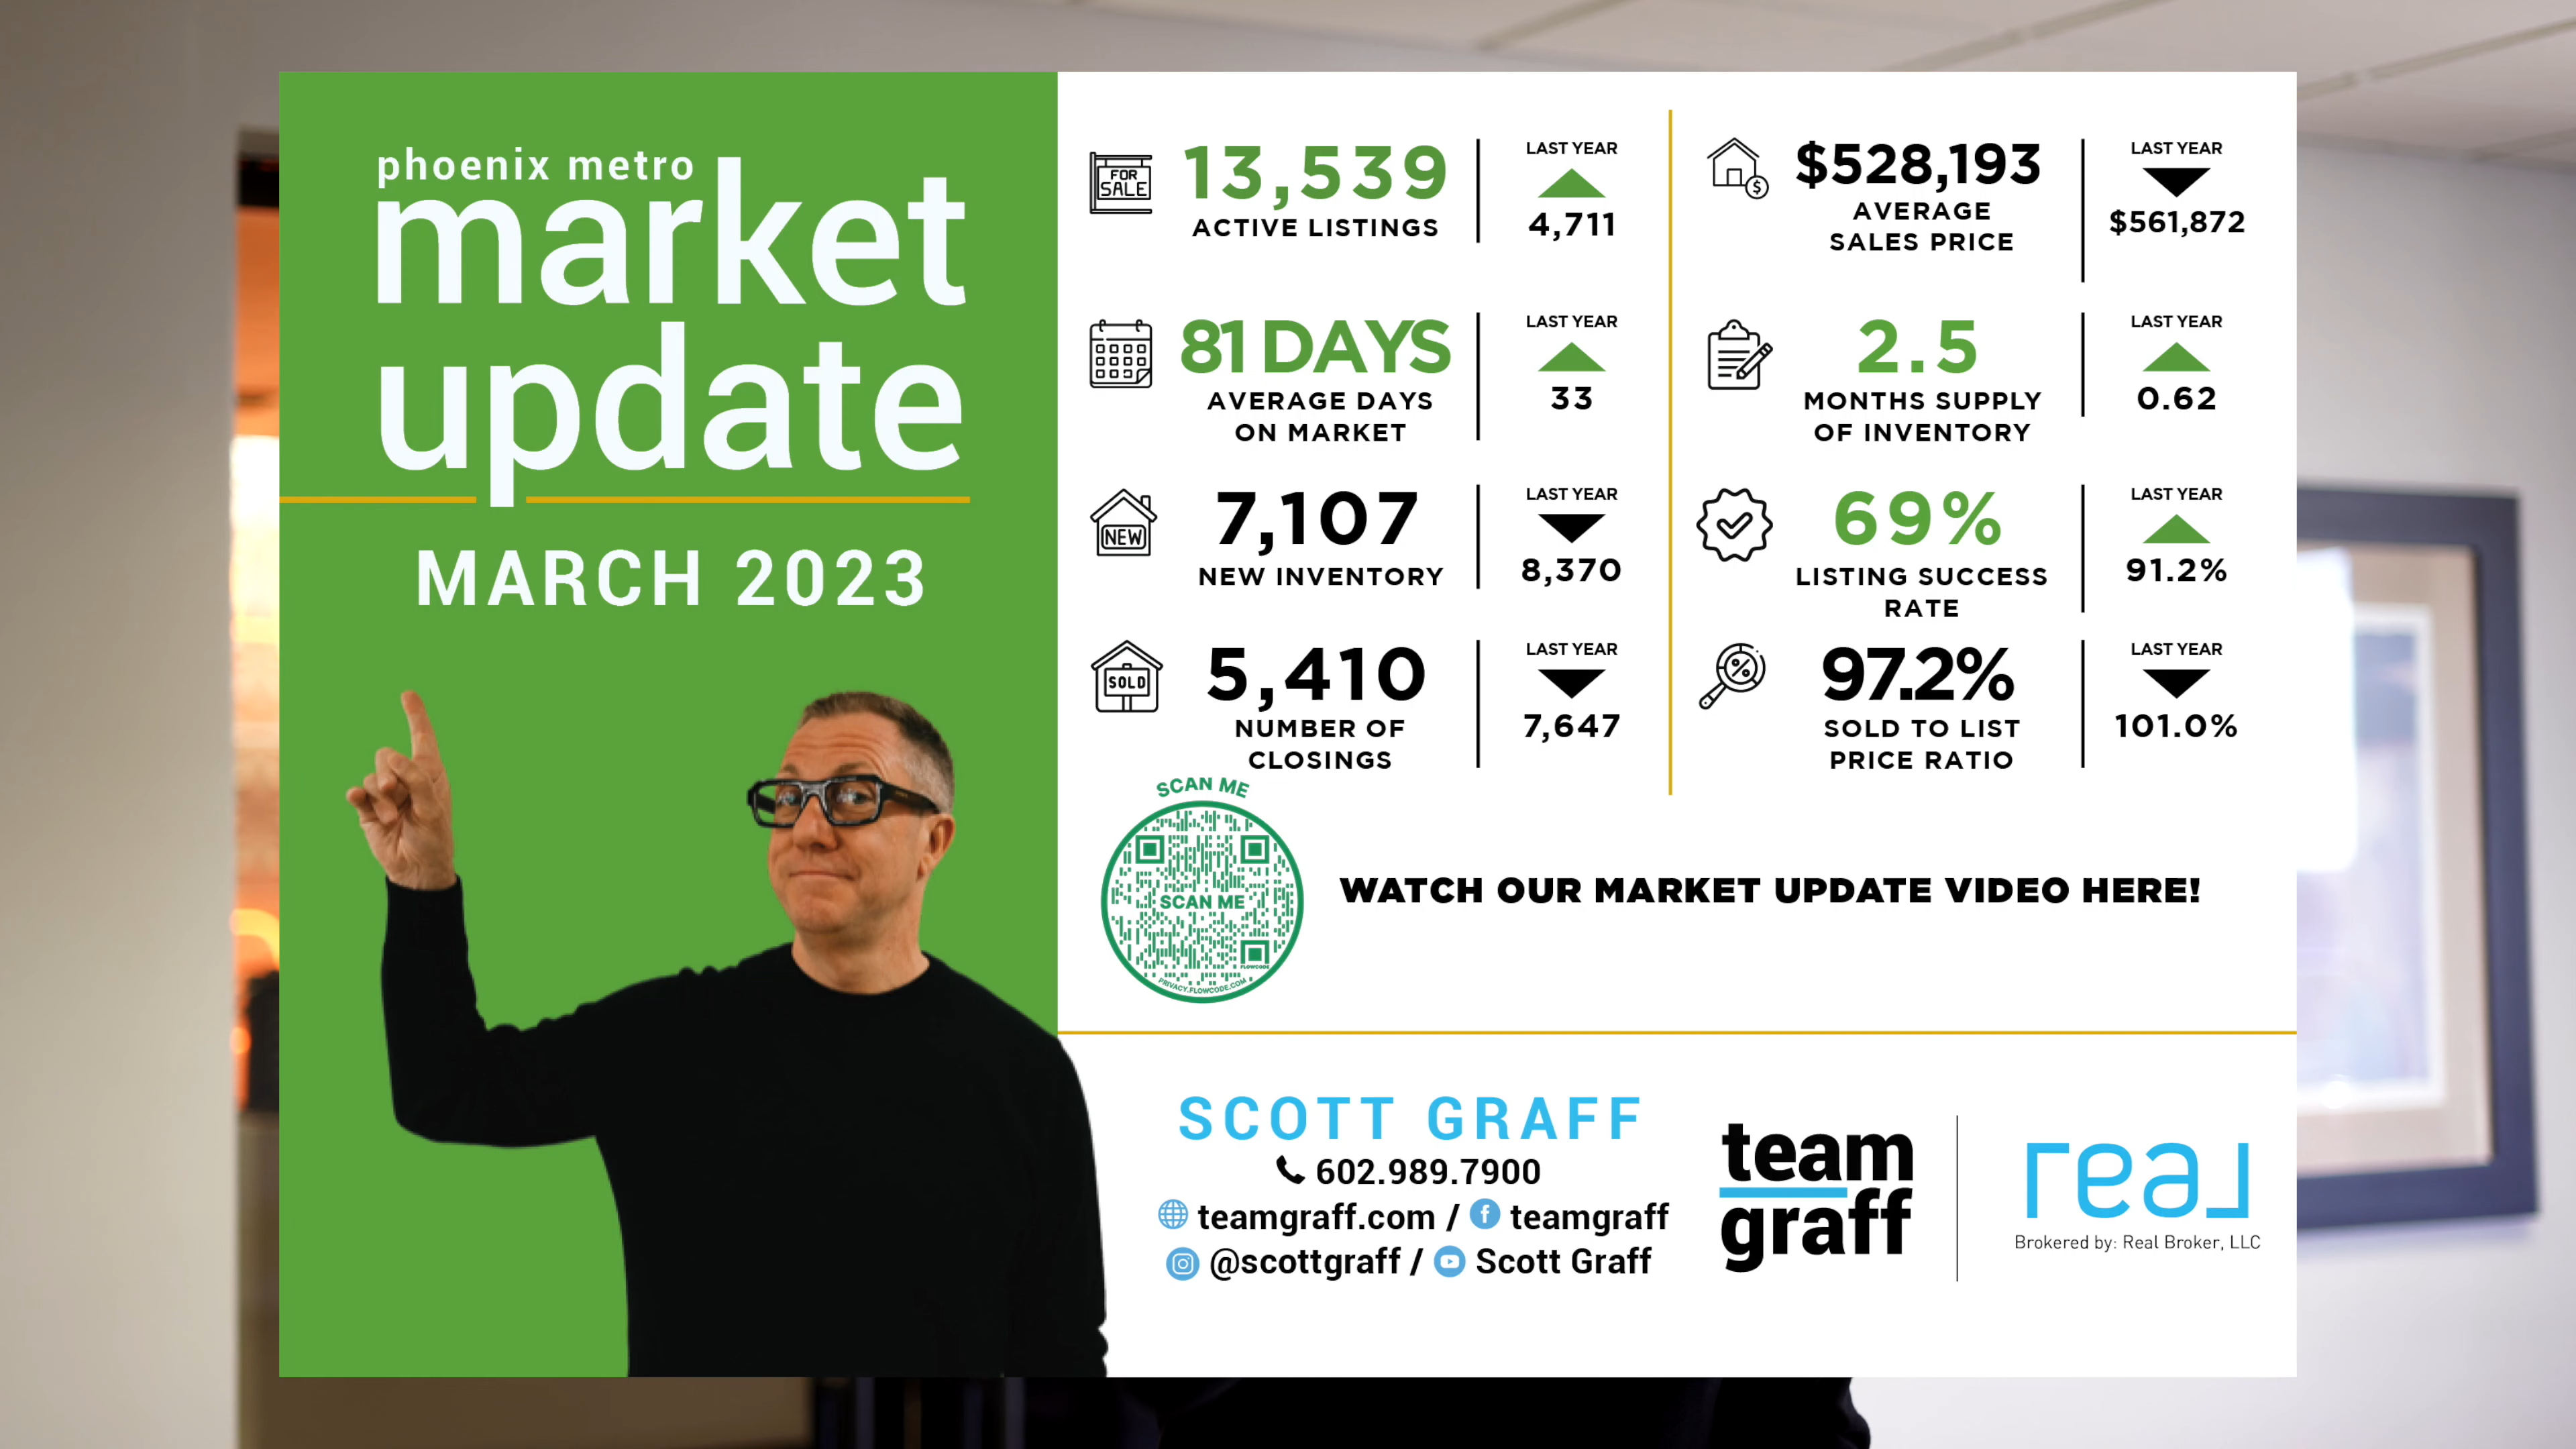 phoenix metro
market
update
MARCH 2023
FOR
SALE
13,539
ACTIVE LISTINGS
LAST YEAR
4,711
81 DAYS
AVERAGE DAYS
ON MARKET
LAST YEAR
33
NEW
7,107
NEW INVENTORY
LAST YEAR
8,370
SOLD
5,410
NUMBER OF
CLOSINGS
LAST YEAR
7,647
$
$528,193
AVERAGE
SALES PRICE
LAST YEAR
$561,872
2.5
MONTHS SUPPLY
OF INVENTORY
LAST YEAR
0.62
69%
LISTING SUCCESS
RATE
LAST YEAR
91.2%
%
97.2%
SOLD TO LIST
PRICE RATIO
LAST YEAR
101.0%
SCAN ME
SCAN ME
FLOWCODE
PRIVACY.FLOWCODE.COM
WATCH OUR MARKET UPDATE VIDEO HERE!
SCOTT GRAFF
602.989.7900
teamgraff.com / f teamgraff
@scottgraff / Scott Graff
team
graff
real
Brokered by: Real Broker, LLC